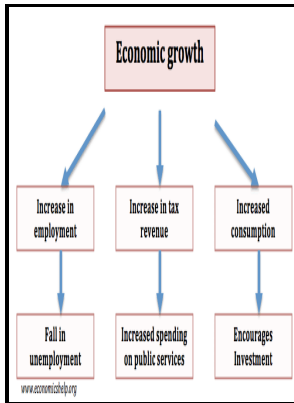 Economic growth
Increase in
employment
Increase in tax
revenue
Increased
consumption
Fall in
unemployment
Increased spending
on public services
Encourages
Investment
www.economicshelp.org